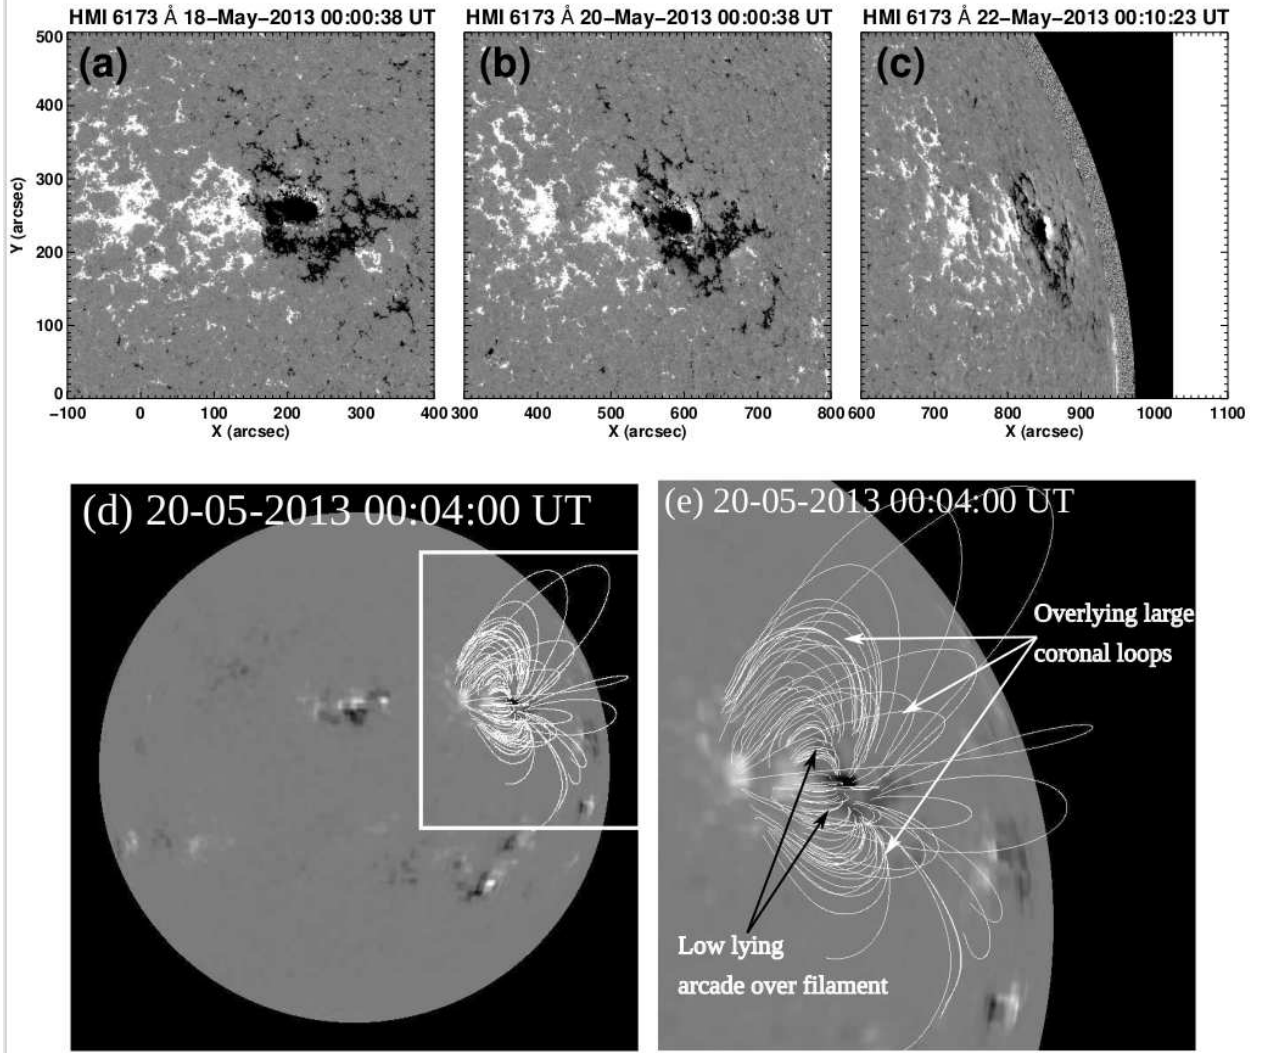 HMI 6173 Å 18−May−2013 00:00:38 UT
HMI 6173 Å 20−May−2013 00:00:38 UT
HMI 6173 Å 22−May−2013 00:10:23 UT
(a)
(b)
(c)
500
400
300
200
100
0
Y (arcsec)
−100 0 100 200 300 400
300 400 500 600 700 800
600 700 800 900 1000 1100
X (arcsec)
X (arcsec)
X (arcsec)
(d) 20-05-2013 00:04:00 UT
(e) 20-05-2013 00:04:00 UT
Overlying large
coronal loops
Low lying
arcade over filament